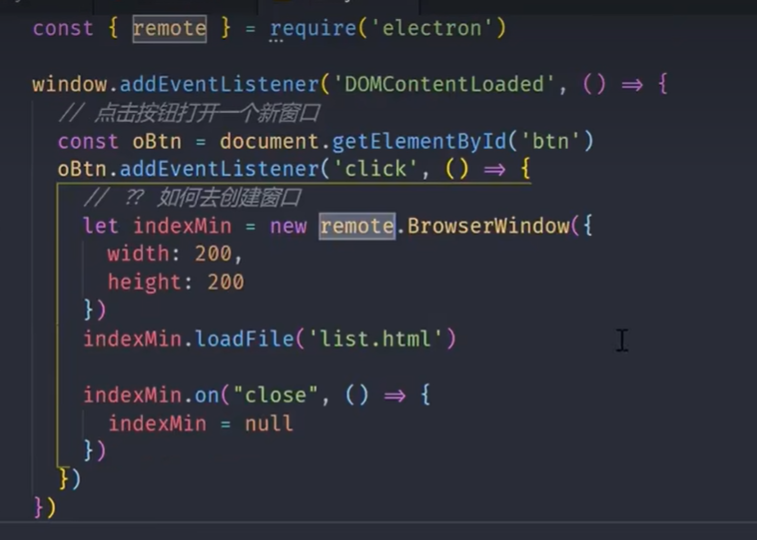 const { remote } = require('electron')
window.addEventListener('DOMContentLoaded', () => {
// 点击按钮打开一个新窗口
const oBtn = document.getElementById('btn')
oBtn.addEventListener('click', () => {
// ?? 如何去创建窗口
let indexMin = new remote.BrowserWindow({
width: 200,
height: 200
})
indexMin.loadFile('list.html')
indexMin.on("close", () => {
indexMin = null
})
})
})